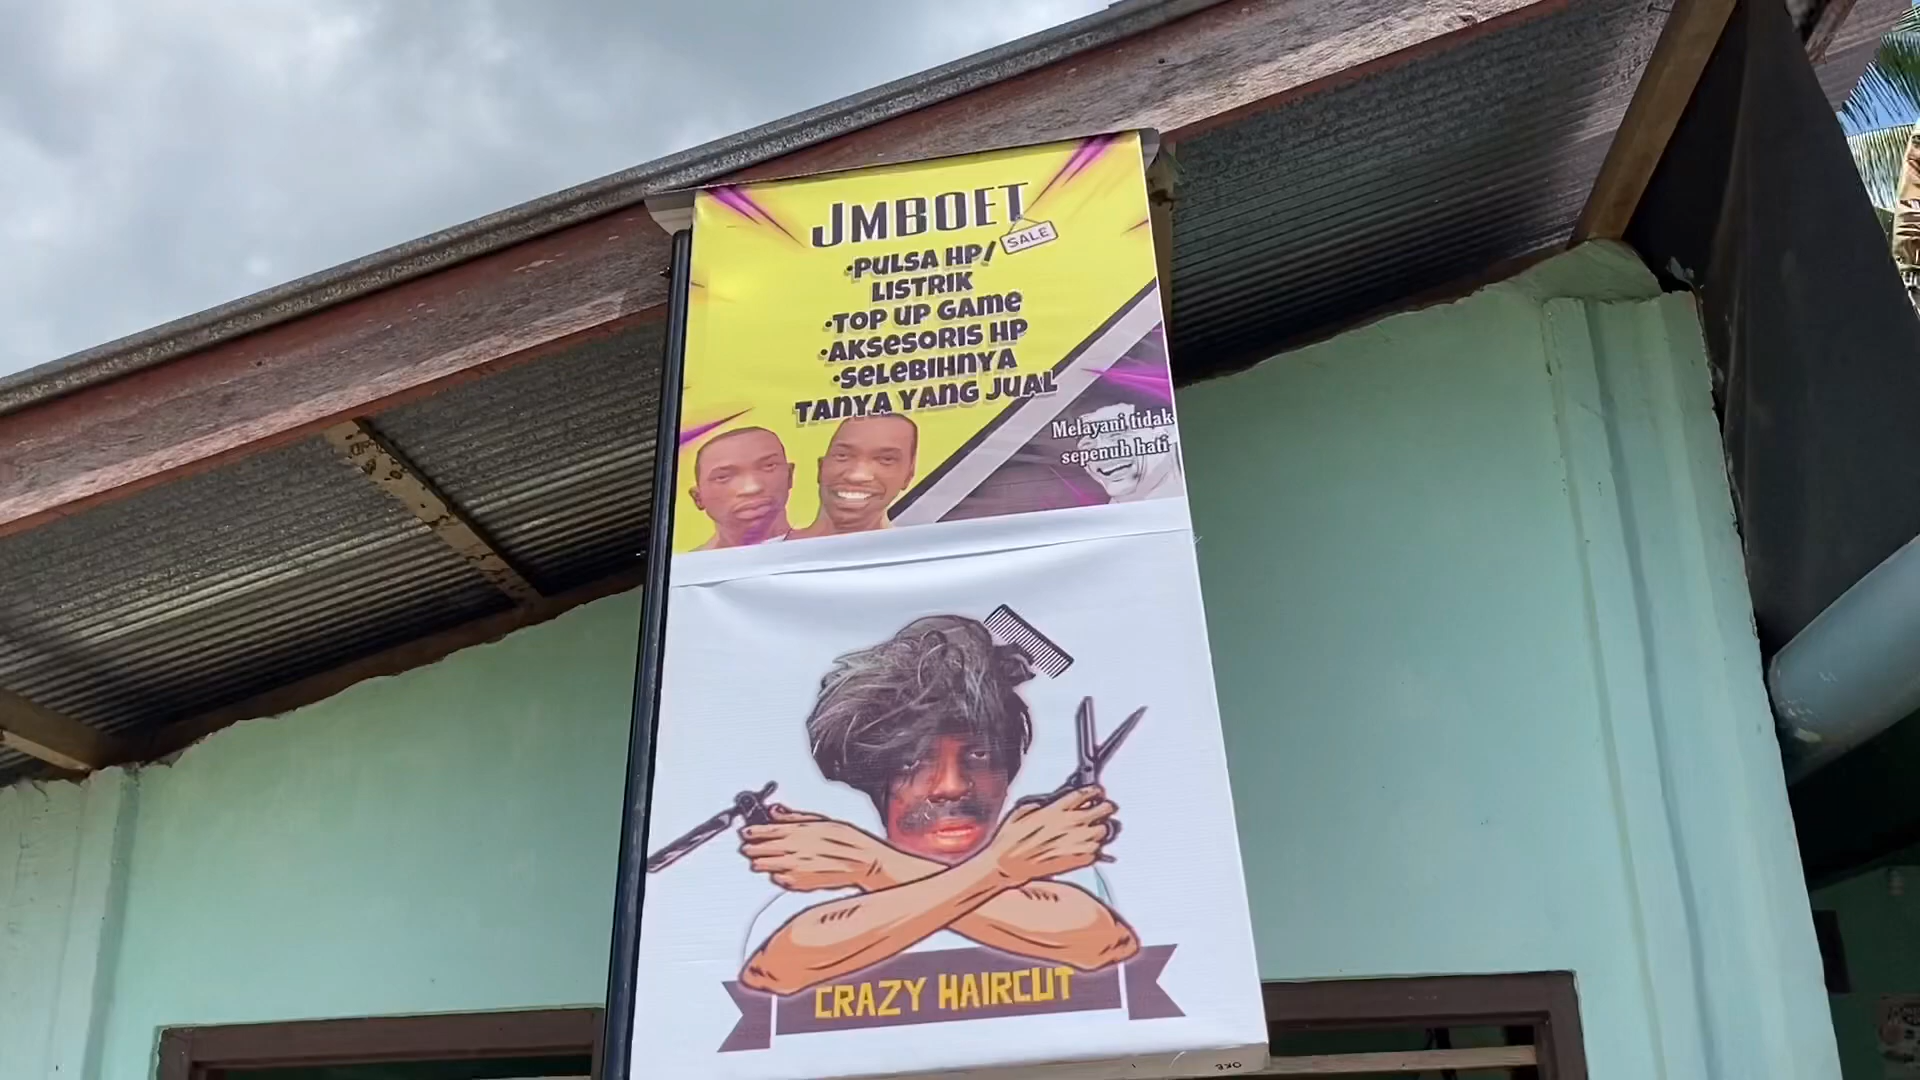 JMBOET
SALE
•PULSA HP/
LISTRIK
•TOP UP GAME
•AKSESORIS HP
•SELEBIHNYA
TANYA YANG JUAL
Melayani tidak
sepenuh hati
CRAZY HAIRCUT